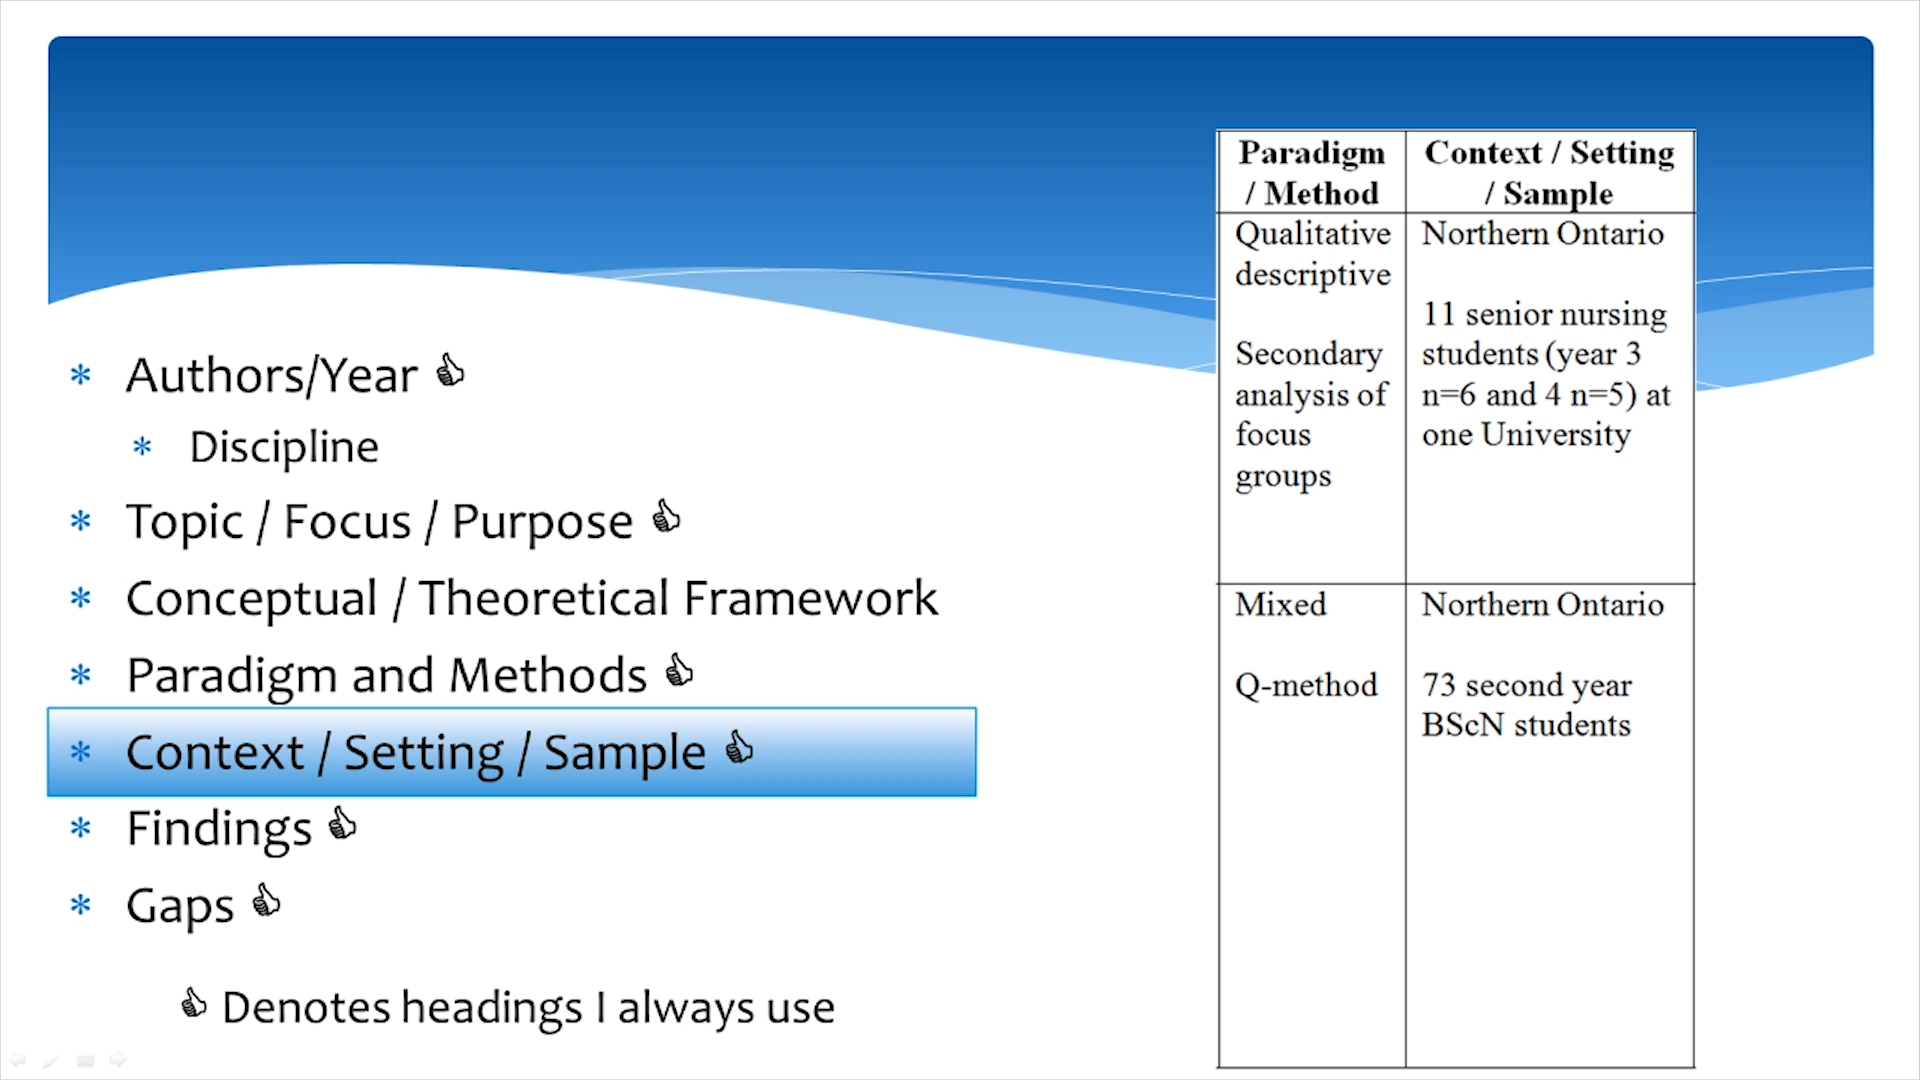 * Authors/Year 👍
* Discipline
* Topic / Focus / Purpose 👍
* Conceptual / Theoretical Framework
* Paradigm and Methods 👍
* Context / Setting / Sample 👍
* Findings 👍
* Gaps 👍
👍 Denotes headings I always use
Paradigm
/ Method
Context / Setting
/ Sample
Qualitative
descriptive
Secondary
analysis of
focus
groups
Northern Ontario
11 senior nursing
students (year 3
n=6 and 4 n=5) at
one University
Mixed
Q-method
Northern Ontario
73 second year
BScN students